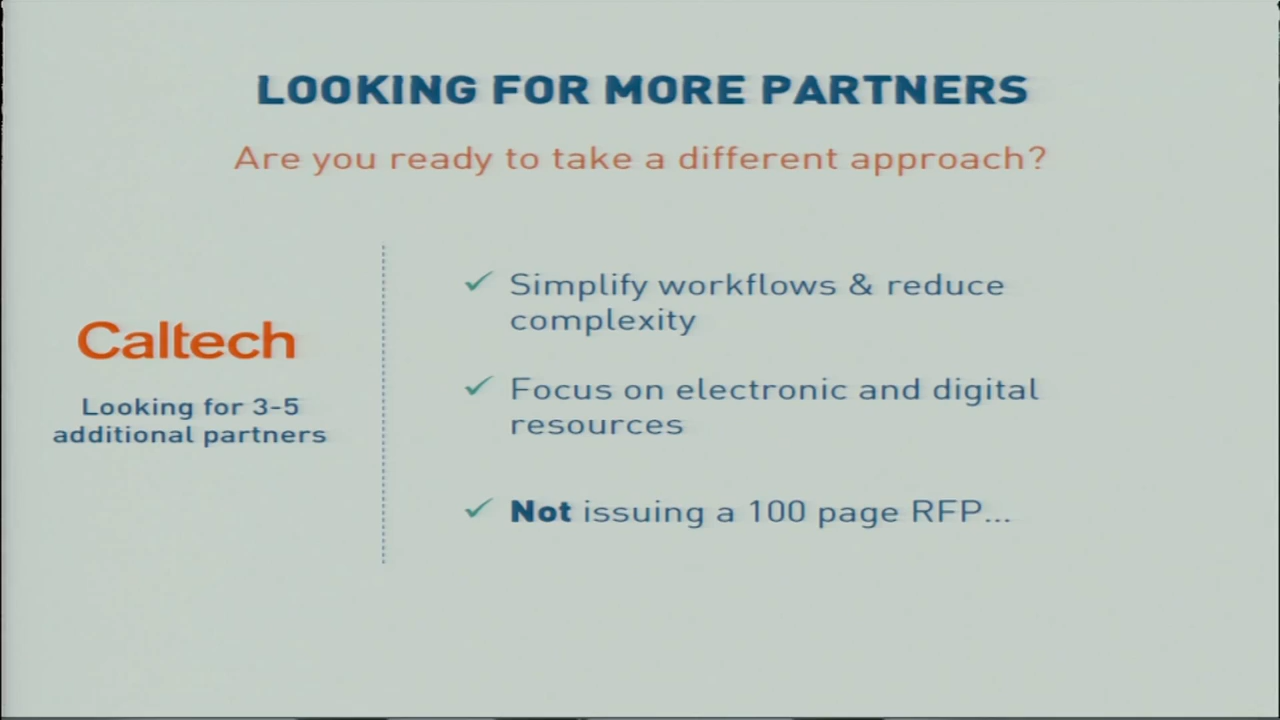 LOOKING FOR MORE PARTNERS
Are you ready to take a different approach?
Caltech
Looking for 3-5
additional partners
✓ Simplify workflows & reduce
complexity
✓ Focus on electronic and digital
resources
✓ Not issuing a 100 page RFP...